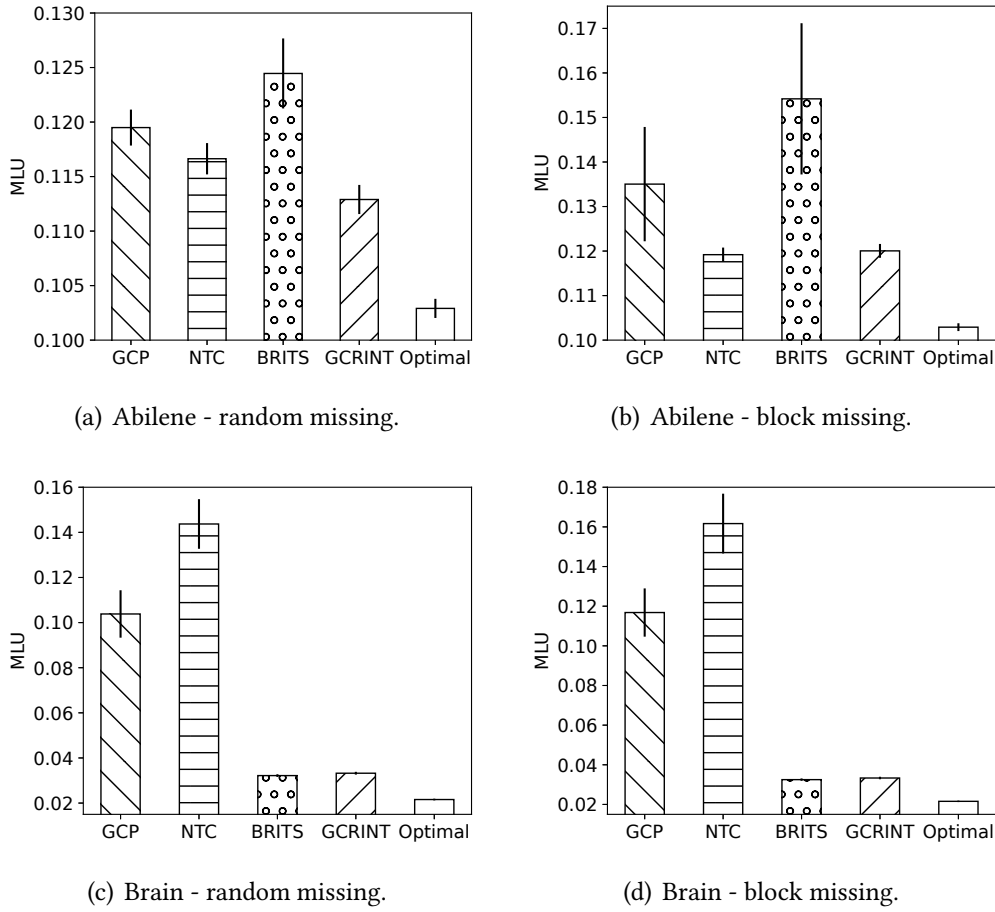 0.130
0.125
0.120
0.115
0.110
0.105
0.100
MLU
GCP NTC BRITS GCRINT Optimal
(a) Abilene - random missing.
0.17
0.16
0.15
0.14
0.13
0.12
0.11
0.10
MLU
GCP NTC BRITS GCRINT Optimal
(b) Abilene - block missing.
0.16
0.14
0.12
0.10
0.08
0.06
0.04
0.02
MLU
GCP NTC BRITS GCRINT Optimal
(c) Brain - random missing.
0.18
0.16
0.14
0.12
0.10
0.08
0.06
0.04
0.02
MLU
GCP NTC BRITS GCRINT Optimal
(d) Brain - block missing.